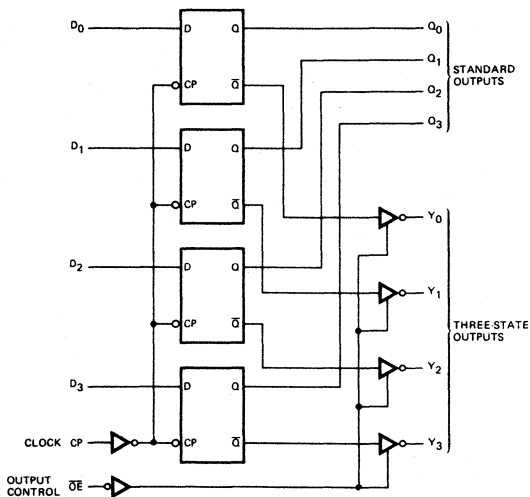 D0 D Q Q0
CP Q̅
Q1
STANDARD
OUTPUTS
Q2
Q3
D1 D Q
CP Q̅
Y0
D2 D Q
CP Q̅
Y1
THREE-STATE
OUTPUTS
Y2
D3 D Q
CLOCK CP CP Q̅ Y3
OUTPUT
CONTROL O̅E̅